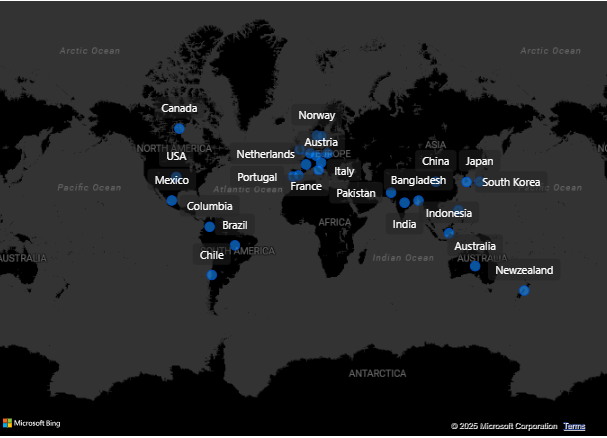 Arctic Ocean
Arctic Ocean
Canada
Norway
NORTH AMERICA
Austria
ASIA
USA
Netherlands
EUROPE
China
Japan
Mexico
Portugal
France
Italy
Bangladesh
South Korea
Pacific Ocean
Atlantic Ocean
Pakistan
Pacific Ocean
Columbia
Indonesia
Brazil
AFRICA
India
Chile
SOUTH AMERICA
Australia
AUSTRALIA
Indian Ocean
AUSTRALIA
Newzealand
ANTARCTICA
Microsoft Bing
© 2025 Microsoft Corporation Terms